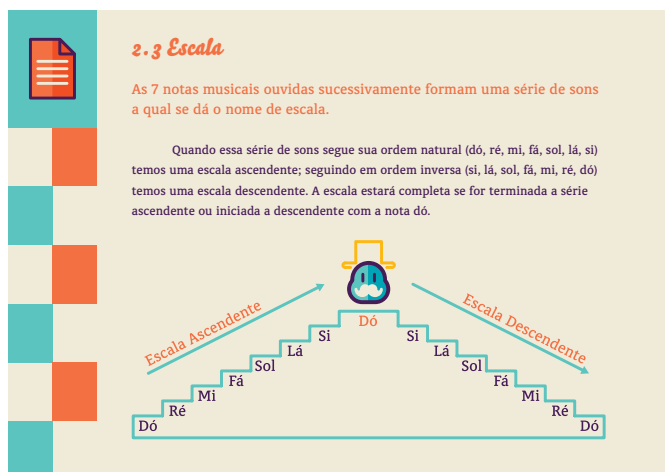 2.3 Escala
As 7 notas musicais ouvidas sucessivamente formam uma série de sons
a qual se dá o nome de escala.
Quando essa série de sons segue sua ordem natural (dó, ré, mi, fá, sol, lá, si)
temos uma escala ascendente; seguindo em ordem inversa (si, lá, sol, fá, mi, ré, dó)
temos uma escala descendente. A escala estará completa se for terminada a série
ascendente ou iniciada a descendente com a nota dó.
Escala Ascendente
Escala Descendente
Dó
Ré
Mi
Fá
Sol
Lá
Si
Dó
Si
Lá
Sol
Fá
Mi
Ré
Dó